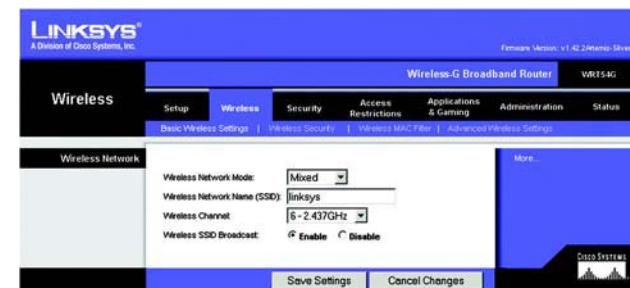 LINKSYS®
A Division of Cisco Systems, Inc.
Firmware Version: v1.42.2Artemis-Silver
Wireless-G Broadband Router WRT54G
Wireless
Setup Wireless Security Access Restrictions Applications & Gaming Administration Status
Basic Wireless Settings | Wireless Security | Wireless MAC Filter | Advanced Wireless Settings
Wireless Network
More...
Wireless Network Mode: Mixed
Wireless Network Name (SSID): linksys
Wireless Channel: 6 - 2.437GHz
Wireless SSID Broadcast: Enable Disable
CISCO SYSTEMS
Save Settings Cancel Changes